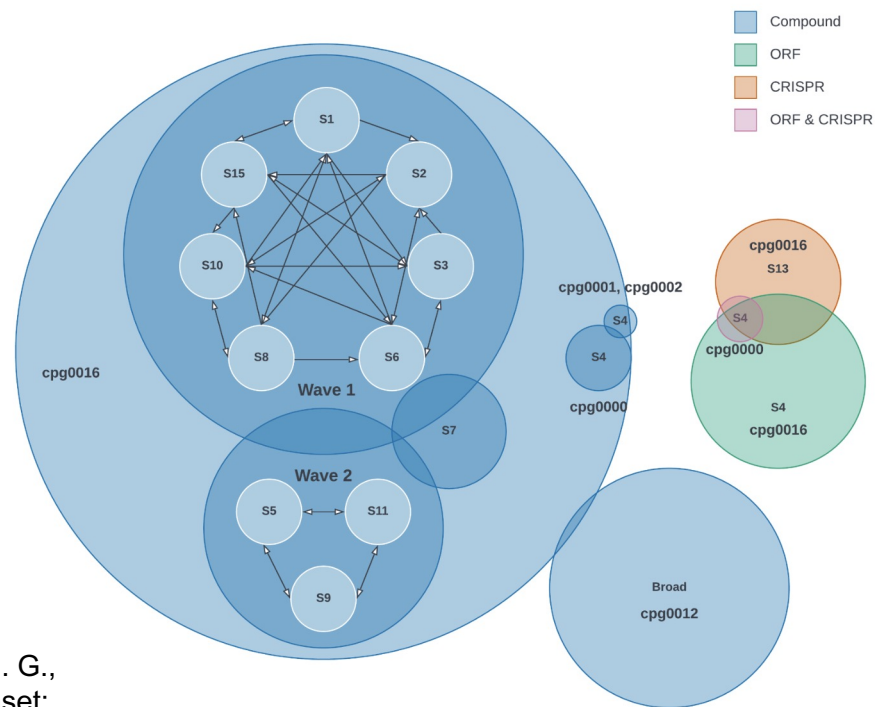 Compound
ORF
CRISPR
ORF & CRISPR
S1
S15
S2
S10
S3
S8
S6
Wave 1
cpg0016
S7
Wave 2
S5
S11
S9
cpg0001, cpg0002
S4
S4
cpg0000
cpg0016
S13
S4
cpg0000
S4
cpg0016
Broad
cpg0012
. G.,
set: